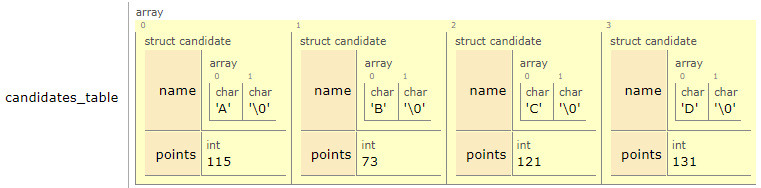 array
0 1 2 3
struct candidate struct candidate struct candidate struct candidate
array array array array
0 1 0 1 0 1 0 1
char char char char char char char char
candidates_table name 'A' '\0' name 'B' '\0' name 'C' '\0' name 'D' '\0'
int int int int
points 115 points 73 points 121 points 131